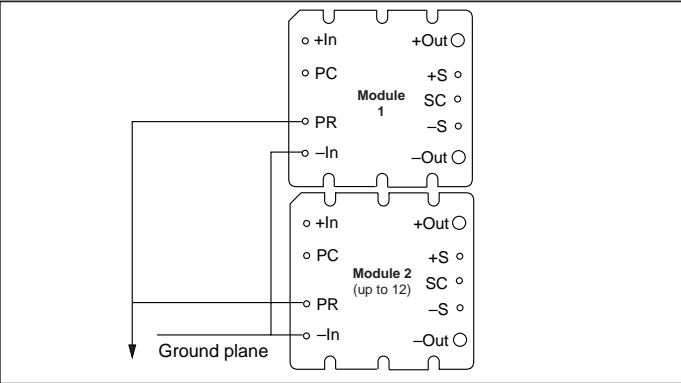 +In
+Out
PC
+S
Module
1
SC
PR
–S
–In
–Out
+In
+Out
PC
+S
Module 2
(up to 12)
SC
PR
–S
–In
–Out
Ground plane